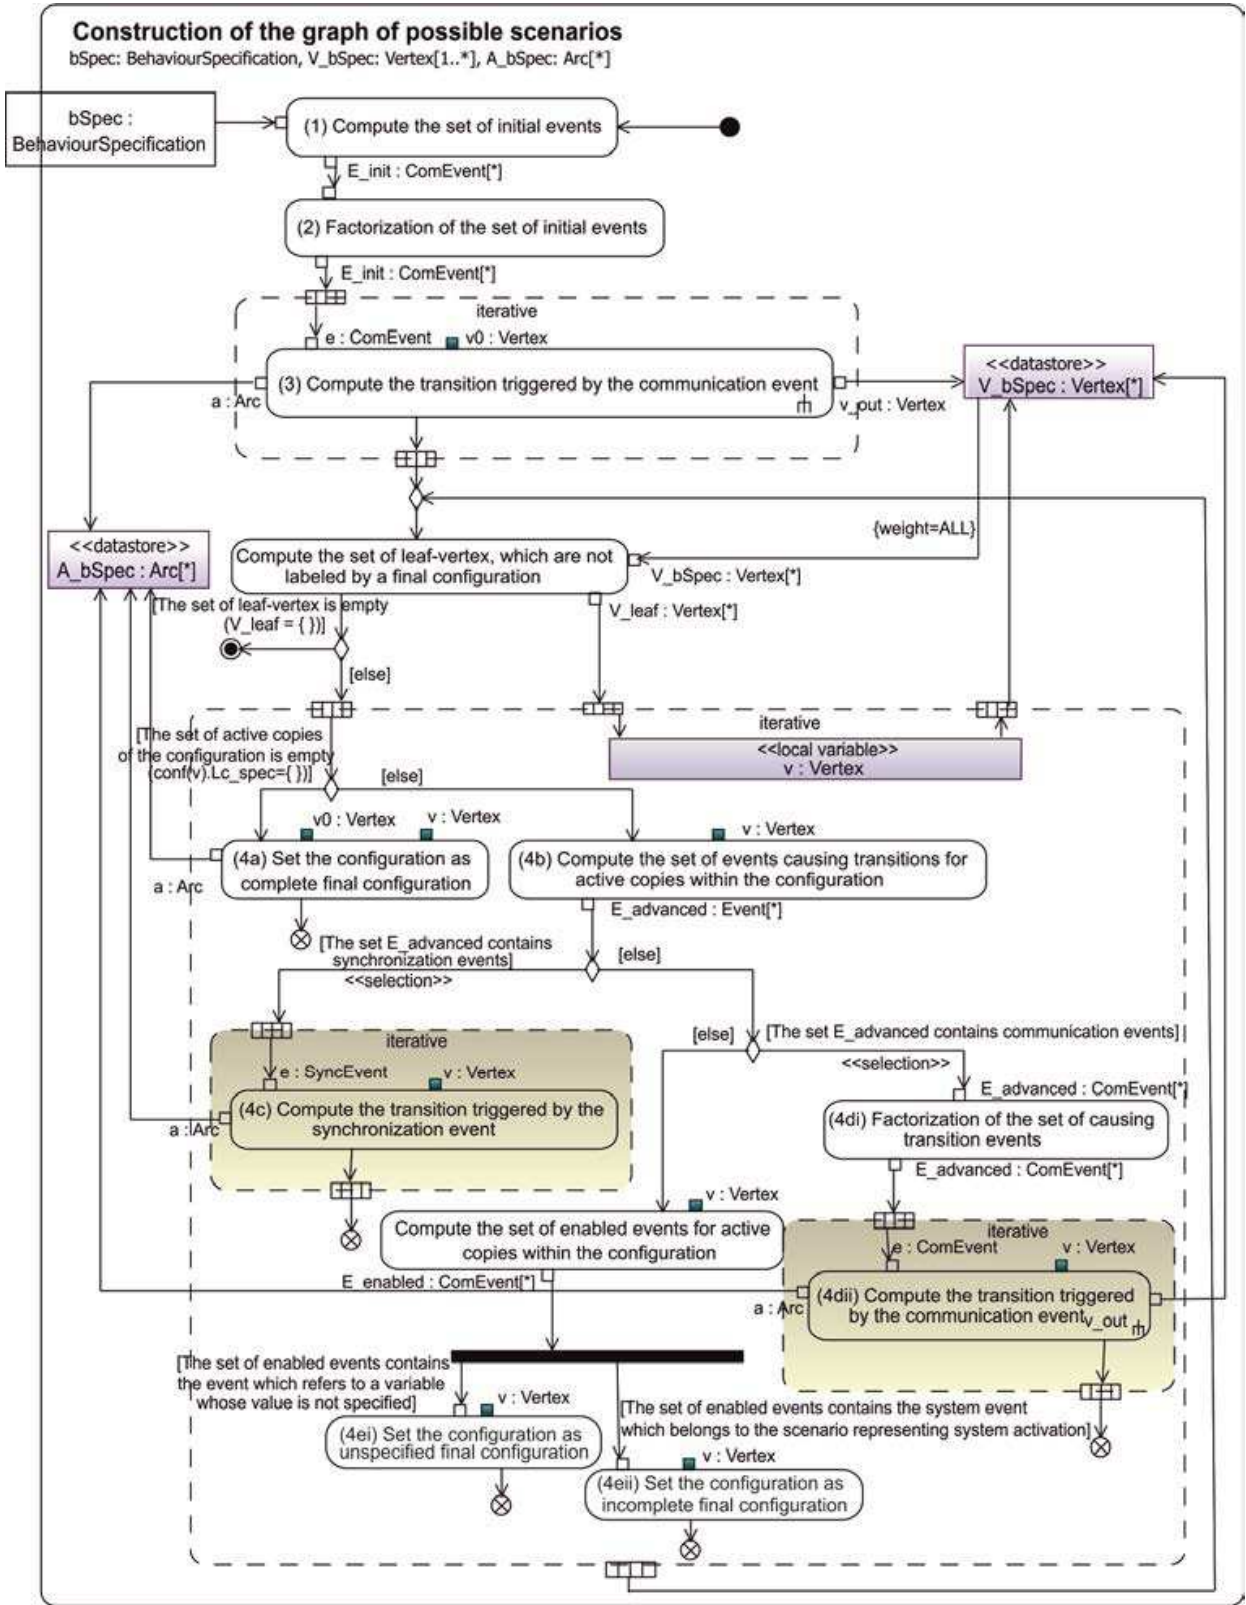 Construction of the graph of possible scenarios
bSpec: BehaviourSpecification, V_bSpec: Vertex[1..*], A_bSpec: Arc[*]
bSpec :
BehaviourSpecification
(1) Compute the set of initial events
E_init : ComEvent[*]
(2) Factorization of the set of initial events
E_init : ComEvent[*]
iterative
e : ComEvent
v0 : Vertex
(3) Compute the transition triggered by the communication event
a : Arc
v_out : Vertex
<<datastore>>
V_bSpec : Vertex[*]
{weight=ALL}
<<datastore>>
A_bSpec : Arc[*]
Compute the set of leaf-vertex, which are not
labeled by a final configuration
V_bSpec : Vertex[*]
[The set of leaf-vertex is empty
(V_leaf = { })]
V_leaf : Vertex[*]
[else]
iterative
[The set of active copies
of the configuration is empty
(conf(v).Lc_spec={ })]
<<local variable>>
v : Vertex
[else]
v0 : Vertex
v : Vertex
v : Vertex
(4a) Set the configuration as
complete final configuration
a : Arc
(4b) Compute the set of events causing transitions for
active copies within the configuration
E_advanced : Event[*]
[The set E_advanced contains
synchronization events]
<<selection>>
[else]
[else]
[The set E_advanced contains communication events]
<<selection>>
iterative
e : SyncEvent
v : Vertex
(4c) Compute the transition triggered by the
synchronization event
a : Arc
E_advanced : ComEvent[*]
(4di) Factorization of the set of causing
transition events
E_advanced : ComEvent[*]
v : Vertex
Compute the set of enabled events for active
copies within the configuration
E_enabled : ComEvent[*]
iterative
e : ComEvent
v : Vertex
(4dii) Compute the transition triggered
by the communication event
v_out
a : Arc
[The set of enabled events contains
the event which refers to a variable
whose value is not specified]
v : Vertex
(4ei) Set the configuration as
unspecified final configuration
[The set of enabled events contains the system event
which belongs to the scenario representing system activation]
v : Vertex
(4eii) Set the configuration as
incomplete final configuration